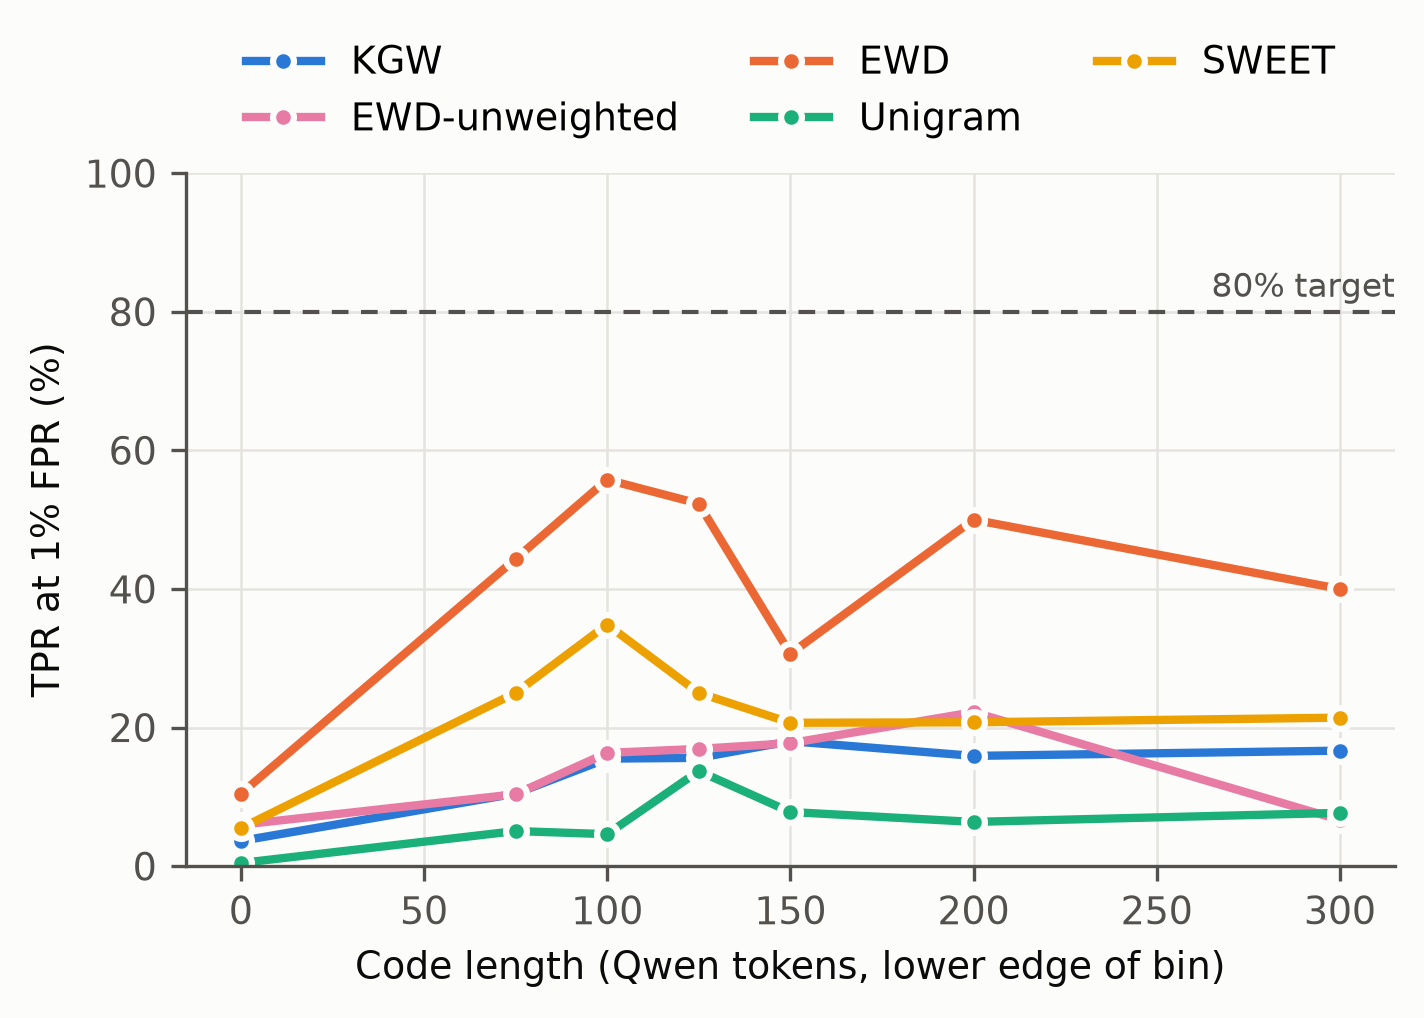 KGW
EWD
SWEET
EWD-unweighted
Unigram
100
80% target
80
60
40
20
0
0 50 100 150 200 250 300
TPR at 1% FPR (%)
Code length (Qwen tokens, lower edge of bin)